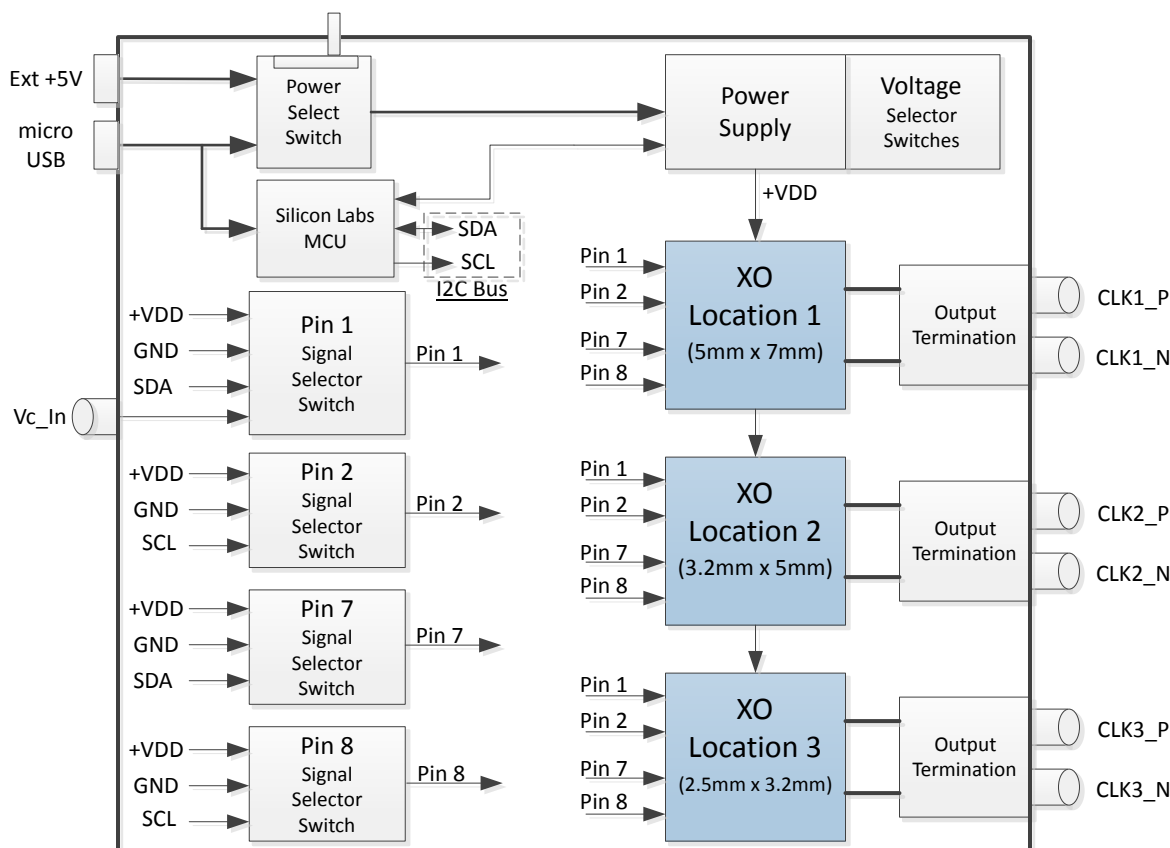 Ext +5V
micro
USB
Power
Select
Switch
Power
Supply
Voltage
Selector
Switches
+VDD
Silicon Labs
MCU
SDA
SCL
I2C Bus
+VDD
GND
SDA
Vc_In
Pin 1
Signal
Selector
Switch
Pin 1
+VDD
GND
SCL
Pin 2
Signal
Selector
Switch
Pin 2
+VDD
GND
SDA
Pin 7
Signal
Selector
Switch
Pin 7
+VDD
GND
SCL
Pin 8
Signal
Selector
Switch
Pin 8
Pin 1
Pin 2
Pin 7
Pin 8
XO
Location 1
(5mm x 7mm)
Output
Termination
CLK1_P
CLK1_N
Pin 1
Pin 2
Pin 7
Pin 8
XO
Location 2
(3.2mm x 5mm)
Output
Termination
CLK2_P
CLK2_N
Pin 1
Pin 2
Pin 7
Pin 8
XO
Location 3
(2.5mm x 3.2mm)
Output
Termination
CLK3_P
CLK3_N